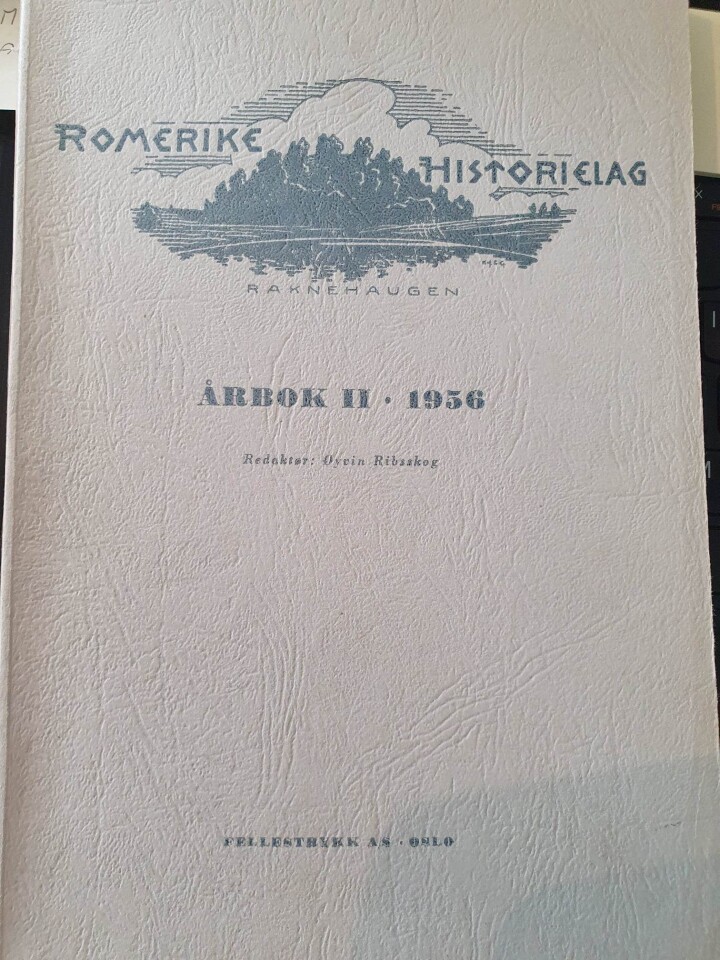 ROMERIKE
HISTORIELAG
RAKNEHAUGEN
ÅRBOK II · 1956
Redaktør: Øyvin Ribsskog
FELLESTRYKK AS · OSLO